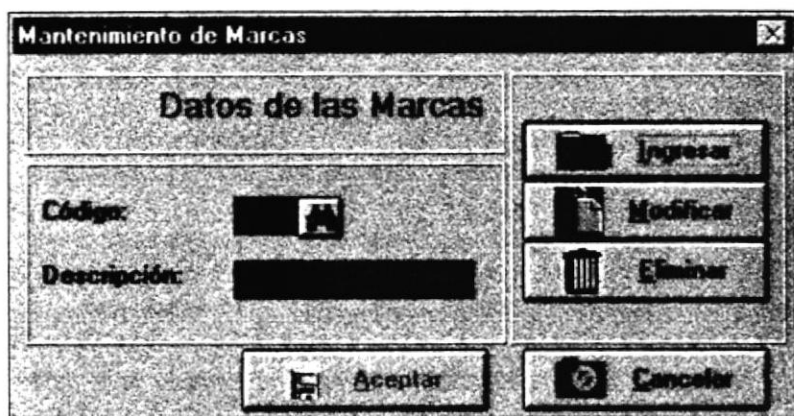 Mantenimiento de Marcas
Datos de las Marcas
Ingresar
Código:
Modificar
Descripción:
Eliminar
Aceptar
Cancelar